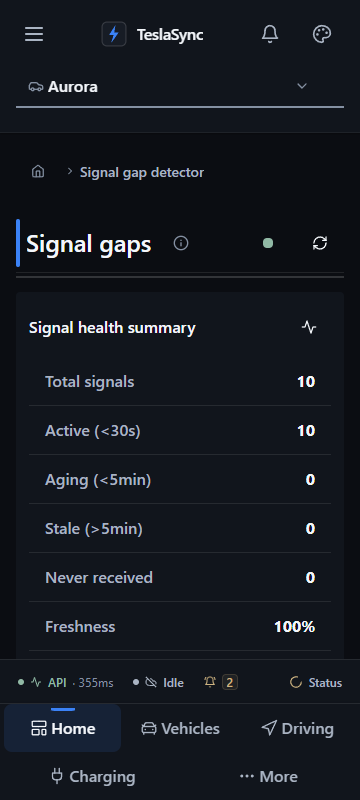 TeslaSync
Aurora
Signal gap detector
Signal gaps
Signal health summary
Total signals 10
Active (<30s) 10
Aging (<5min) 0
Stale (>5min) 0
Never received 0
Freshness 100%
API · 355ms Idle 2 Status
Home Vehicles Driving
Charging More